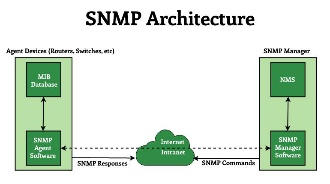 SNMP Architecture
Agent Devices (Routers, Switches, etc)
SNMP Manager
MIB
Database
NMS
SNMP
Agent
Software
Internet
Intranet
SNMP
Manager
Software
SNMP Responses
SNMP Commands